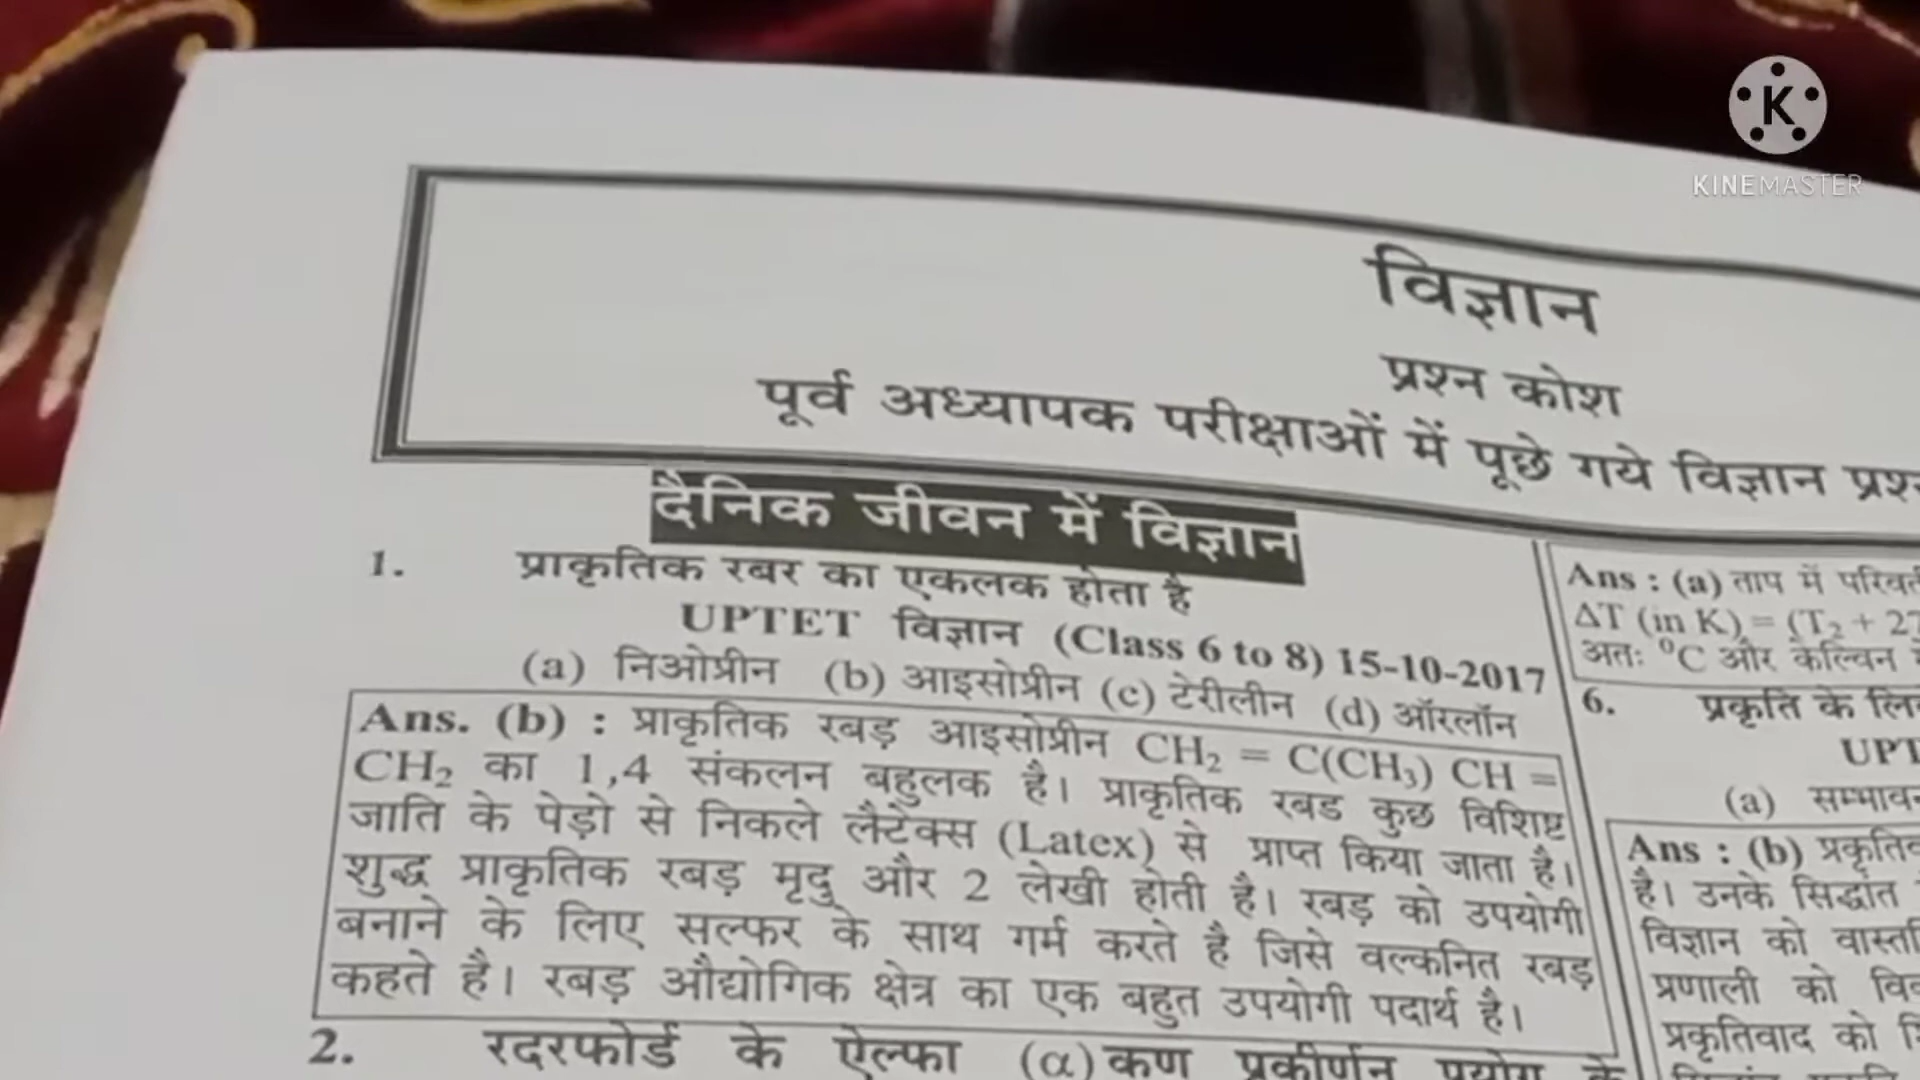 KINEMASTER
विज्ञान
प्रश्न कोश
पूर्व अध्यापक परीक्षाओं में पूछे गये विज्ञान
दैनिक जीवन में विज्ञान
1. प्राकृतिक रबर का एकलक होता है
UPTET विज्ञान (Class 6 to 8) 15-10-2017
(a) निओप्रीन (b) आइसोप्रीन (c) टेरीलीन (d) ऑरलॉन
Ans. (b) : प्राकृतिक रबड़ आइसोप्रीन CH₂ = C(CH₃) CH =
CH₂ का 1,4 संकलन बहुलक है। प्राकृतिक रबड कुछ विशिष्ट
जाति के पेड़ो से निकले लैटेक्स (Latex) से प्राप्त किया जाता है।
शुद्ध प्राकृतिक रबड़ मृदु और 2 लेखी होती है। रबड़ को उपयोगी
बनाने के लिए सल्फर के साथ गर्म करते है जिसे वल्कनित रबड़
कहते है। रबड़ औद्योगिक क्षेत्र का एक बहुत उपयोगी पदार्थ है।
2. रदरफोर्ड के ऐल्फा (α) कण प्रकीर्णन प्रयोग के
Ans : (a) ताप में
ΔT (in K) = (T₂ + 27
अतः ⁰C और केल्विन
6. प्रकृति के
UPT
(a)
Ans : (b)
है। उनके सिद्धांत
विज्ञान को
प्रणाली को
प्रकृतिवाद को